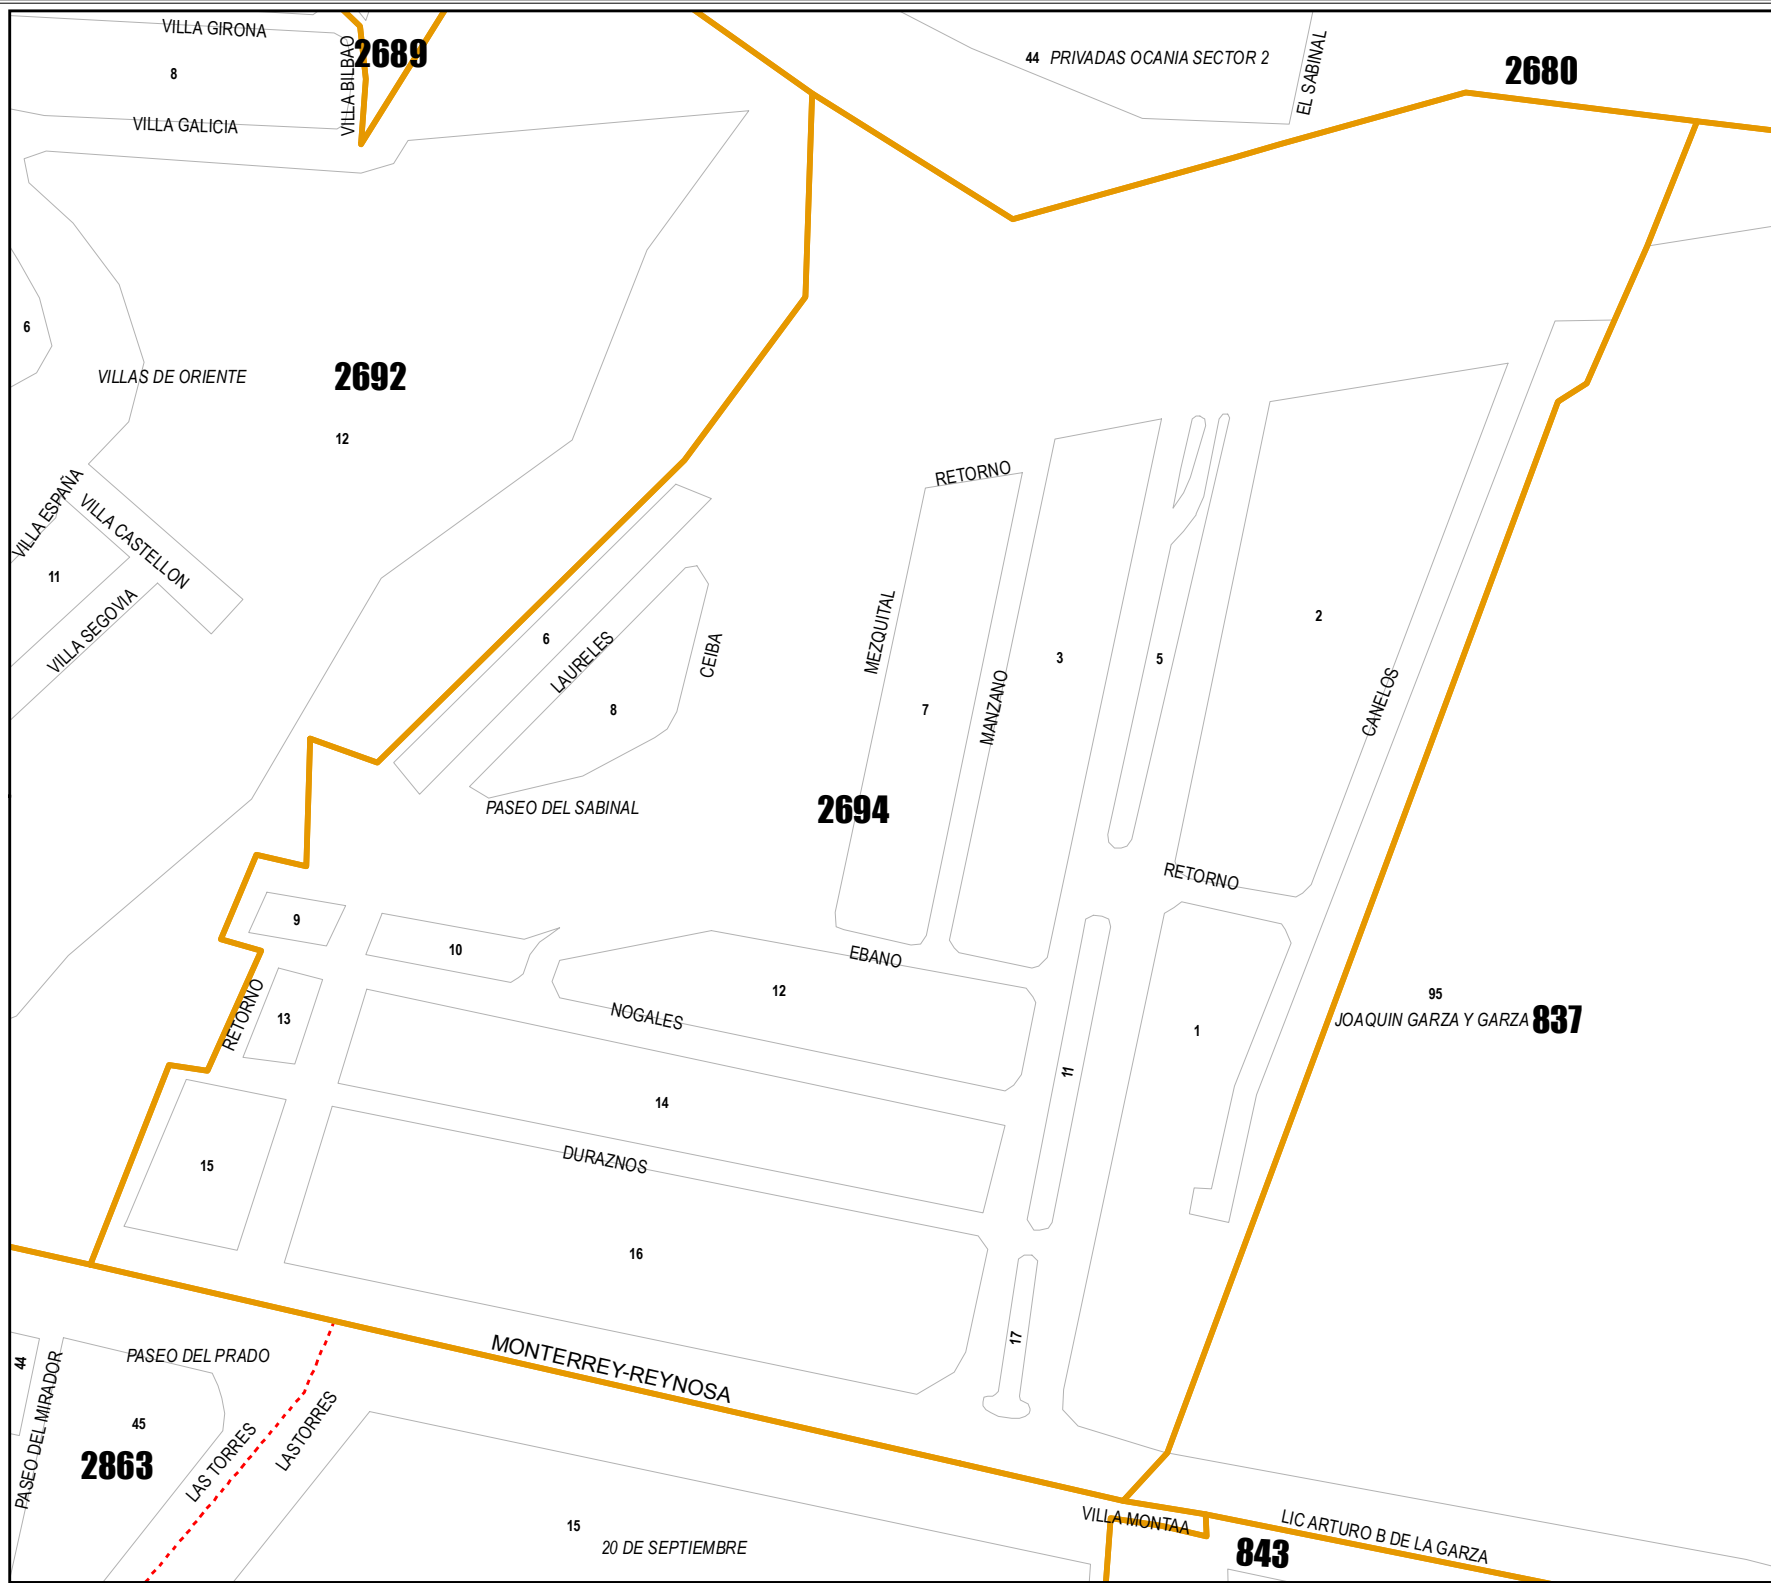 VILLA GIRONA
2689
44 PRIVADAS OCANIA SECTOR 2
2680
8
VILLA BILBAO
EL SABINAL
VILLA GALICIA
6
VILLAS DE ORIENTE
2692
12
RETORNO
VILLA ESPAÑA
VILLA CASTELLON
11
VILLA SEGOVIA
6
LAURELES
CEIBA
8
MEZQUITAL
7
MANZANO
3
5
2
CANELOS
PASEO DEL SABINAL
2694
RETORNO
9
10
EBANO
12
NOGALES
RETORNO
13
11
1
95
JOAQUIN GARZA Y GARZA
837
14
15
DURAZNOS
16
17
MONTERREY-REYNOSA
44
PASEO DEL MIRADOR
PASEO DEL PRADO
45
2863
LAS TORRES
LASTORRES
15
20 DE SEPTIEMBRE
VILLA MONTAA
LIC ARTURO B DE LA GARZA
843